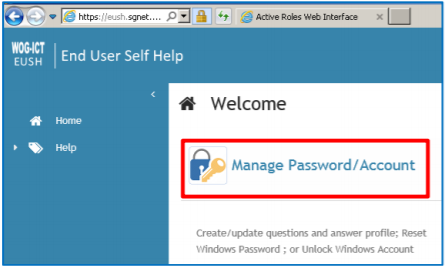 https://eush.sgnet....
Active Roles Web Interface
WOG-ICT
EUSH
End User Self Help
Welcome
Home
Help
Manage Password/Account
Create/update questions and answer profile; Reset
Windows Password ; or Unlock Windows Account